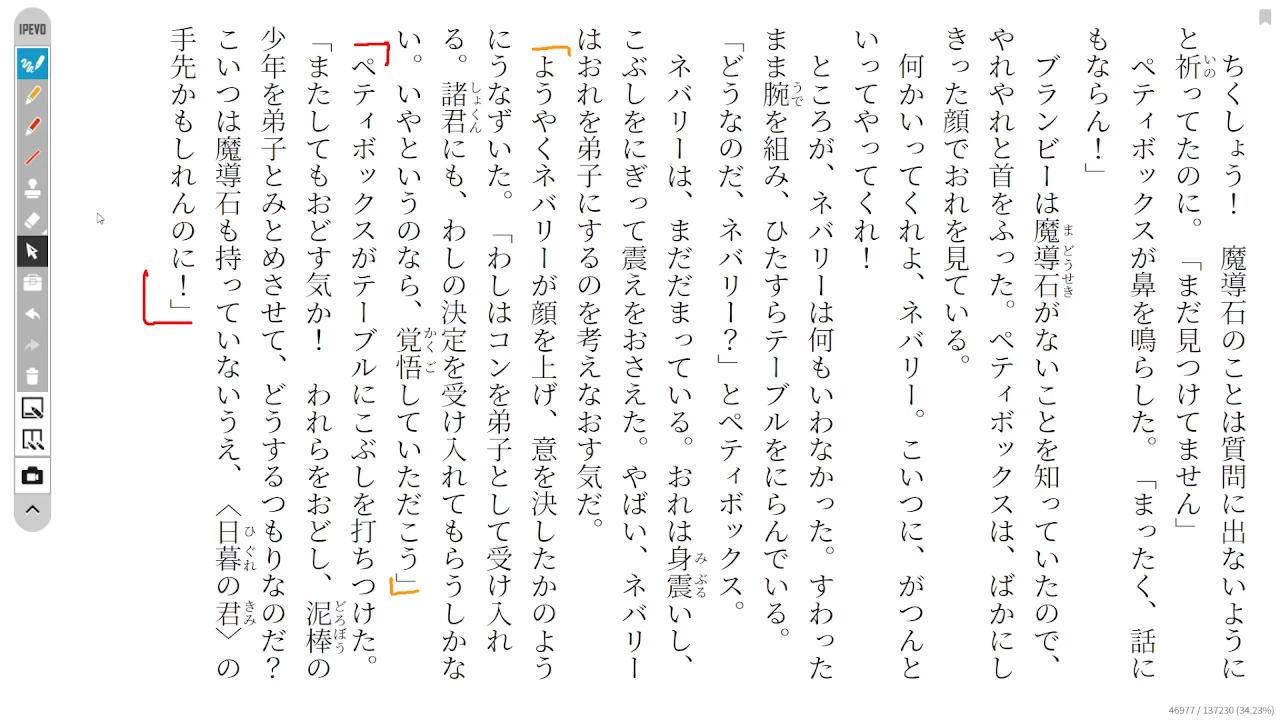 IPEVO
ちくしょう！　魔導石のことは質問に出ないように
と祈ってたのに。「まだ見つけてません」
ペティボックスが鼻を鳴らした。「まったく、話に
もならん！」
ブランビーは魔導石がないことを知っていたので、
やれやれと首をふった。ペティボックスは、ばかにし
きった顔でおれを見ている。
何かいってくれよ、ネバリー。こいつに、がつんと
いってやってくれ！
ところが、ネバリーは何もいわなかった。すわった
まま腕を組み、ひたすらテーブルをにらんでいる。
「どうなのだ、ネバリー？」とペティボックス。
ネバリーは、まだだまっている。おれは身震いし、
こぶしをにぎって震えをおさえた。やばい、ネバリー
はおれを弟子にするのを考えなおす気だ。
ようやくネバリーが顔を上げ、意を決したかのよう
にうなずいた。「わしはコンを弟子として受け入れ
る。諸君にも、わしの決定を受け入れてもらうしかな
い。いやというのなら、覚悟していただこう」
ペティボックスがテーブルにこぶしを打ちつけた。
「またしてもおどす気か！　われらをおどし、泥棒の
少年を弟子とみとめさせて、どうするつもりなのだ？
こいつは魔導石も持っていないうえ、〈日暮の君〉の
手先かもしれんのに！」
46977 / 137230 (34.23%)